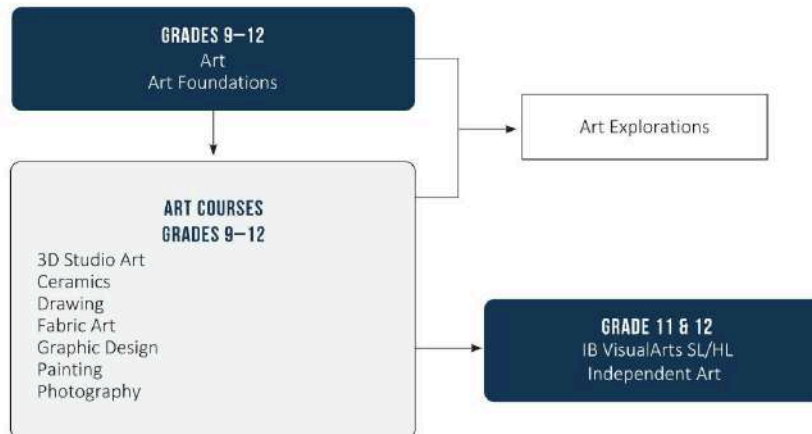 GRADES 9–12
Art
Art Foundations
Art Explorations
ART COURSES
GRADES 9–12
3D Studio Art
Ceramics
Drawing
Fabric Art
Graphic Design
Painting
Photography
GRADE 11 & 12
IB VisualArts SL/HL
Independent Art